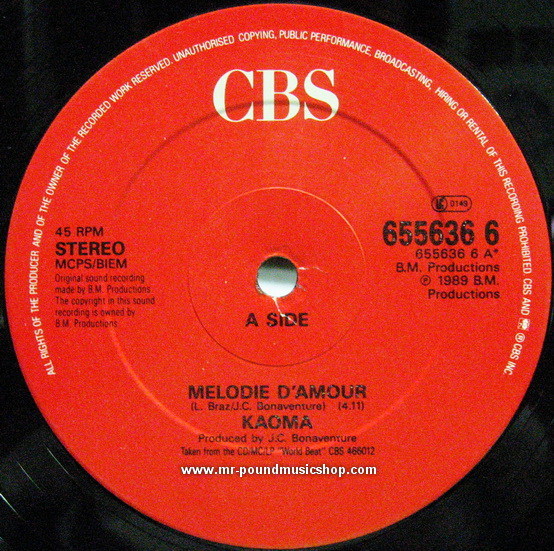 ALL RIGHTS OF THE PRODUCER AND OF THE OWNER OF THE RECORDED WORK RESERVED. UNAUTHORISED COPYING, PUBLIC PERFORMANCE, BROADCASTING, HIRING OR RENTAL OF THIS RECORDING PROHIBITED. CBS AND ® CBS INC.
CBS
0149
45 RPM
STEREO
MCPS/BIEM
Original sound recording
made by B.M. Productions
The copyright in this sound
recording is owned by
B.M. Productions
655636 6
655636 6 A*
B.M. Productions
℗ 1989 B.M.
Productions
A SIDE
MELODIE D'AMOUR
(L. Braz/J.C. Bonaventure) (4.11)
KAOMA
Produced by J.C. Bonaventure
Taken from the CD/MC/LP "World Beat" CBS 466012
www.mr-poundmusicshop.com